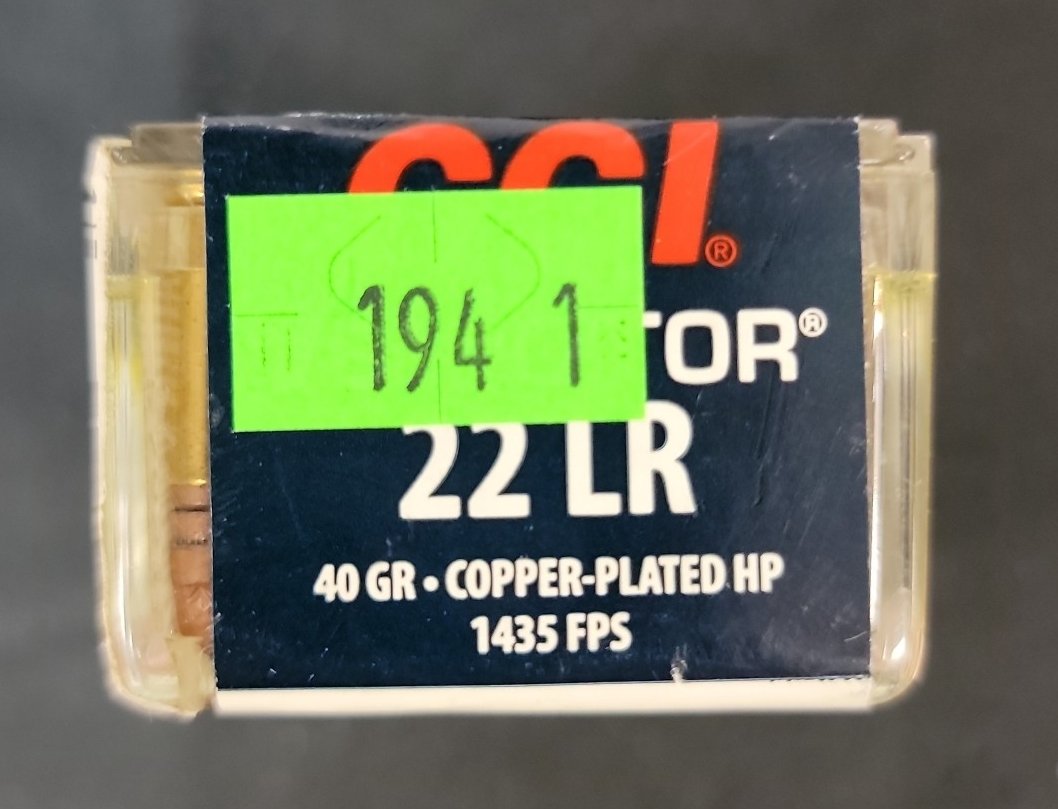 CCI®
194 1
TOR®
22 LR
40 GR • COPPER-PLATED HP
1435 FPS